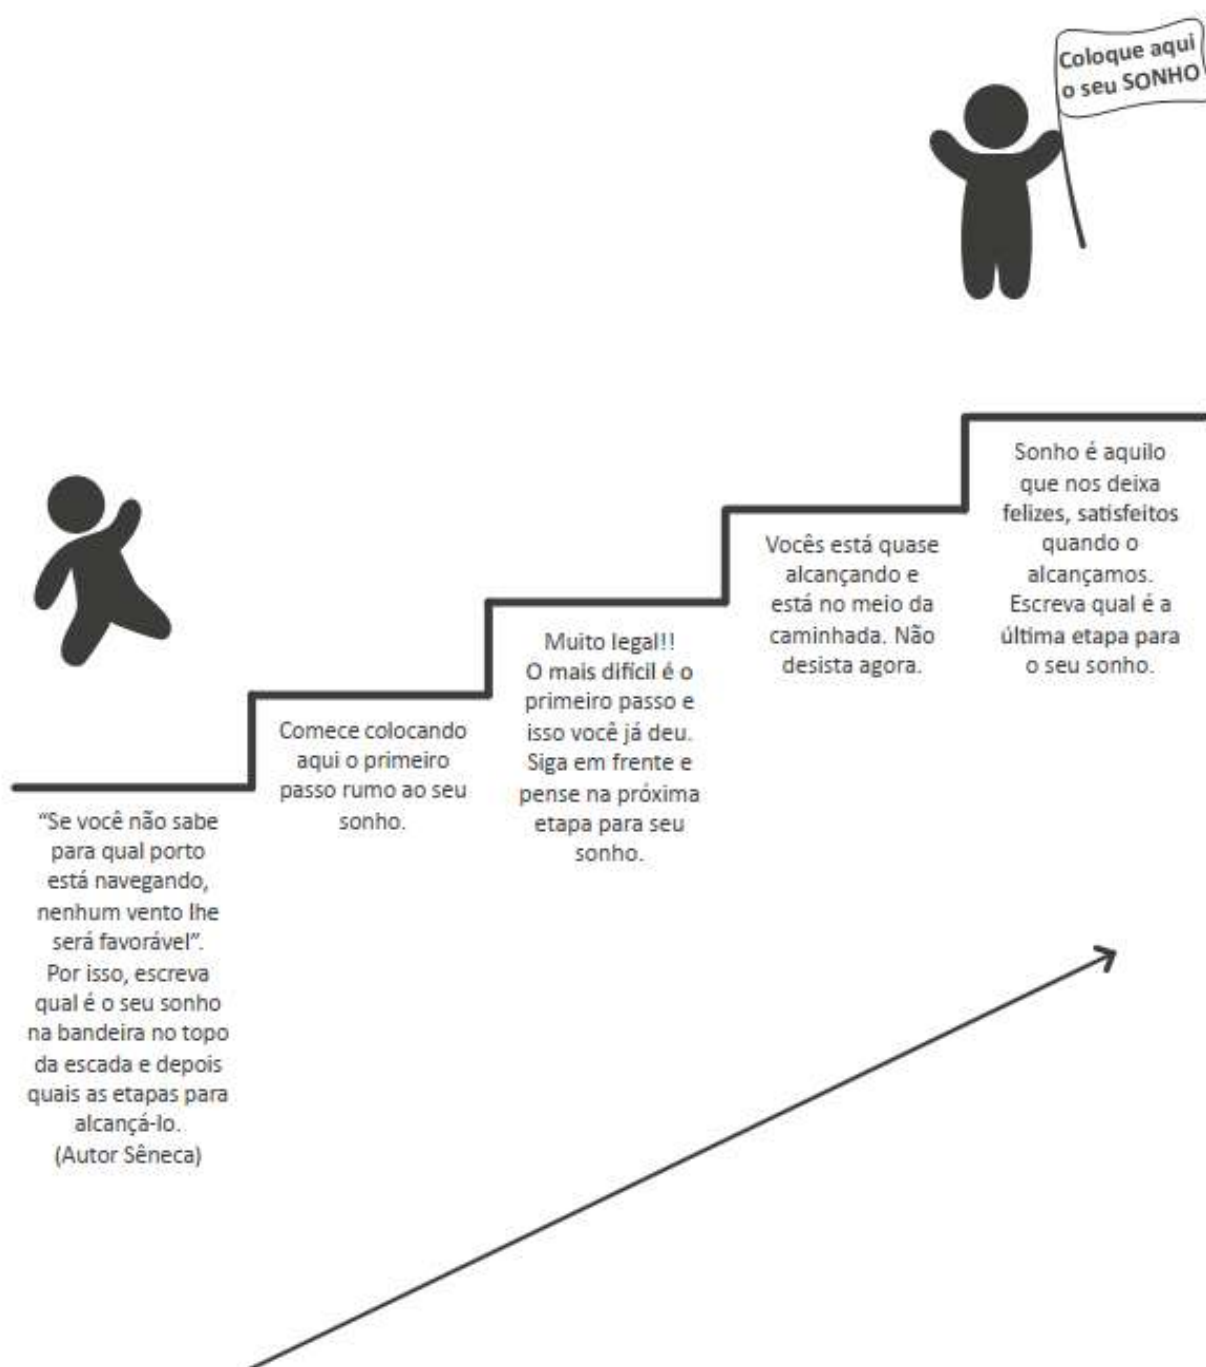 Coloque aqui
o seu SONHO
“Se você não sabe
para qual porto
está navegando,
nenhum vento lhe
será favorável”.
Por isso, escreva
qual é o seu sonho
na bandeira no topo
da escada e depois
quais as etapas para
alcançá-lo.
(Autor Sêneca)
Comece colocando
aqui o primeiro
passo rumo ao seu
sonho.
Muito legal!!
O mais difícil é o
primeiro passo e
isso você já deu.
Siga em frente e
pense na próxima
etapa para seu
sonho.
Vocês está quase
alcançando e
está no meio da
caminhada. Não
desista agora.
Sonho é aquilo
que nos deixa
felizes, satisfeitos
quando o
alcançamos.
Escreva qual é a
última etapa para
o seu sonho.